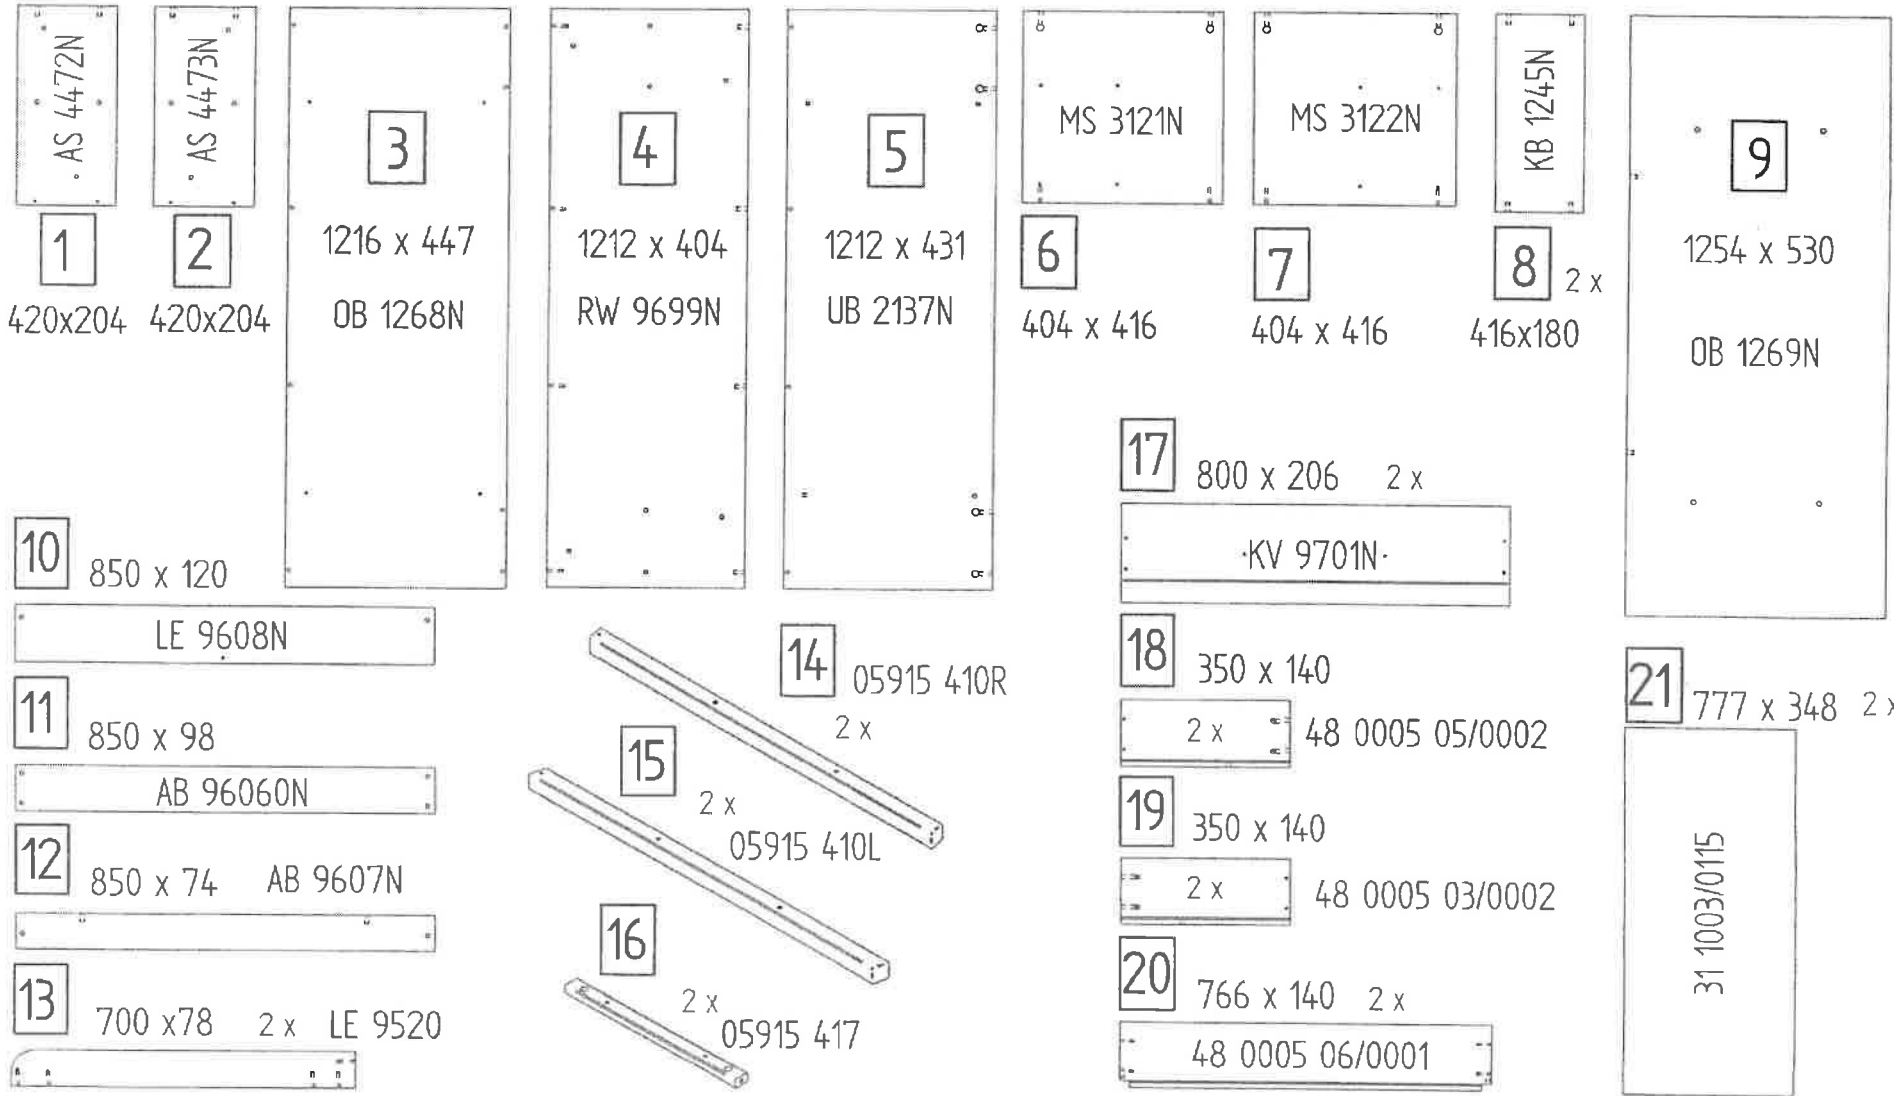 AS 4472N
1
420x204
AS 4473N
2
420x204
3
1216 x 447
OB 1268N
4
1212 x 404
RW 9699N
5
1212 x 431
UB 2137N
MS 3121N
6
404 x 416
MS 3122N
7
404 x 416
KB 1245N
8 2 x
416x180
9
1254 x 530
OB 1269N
10 850 x 120
LE 9608N
11 850 x 98
AB 96060N
12 850 x 74 AB 9607N
13 700 x78 2 x LE 9520
14 05915 410R
2 x
15 2 x
05915 410L
16 2 x
05915 417
17 800 x 206 2 x
KV 9701N
18 350 x 140
2 x 48 0005 05/0002
19 350 x 140
2 x 48 0005 03/0002
20 766 x 140 2 x
48 0005 06/0001
21 777 x 348 2 x
31 1003/0115